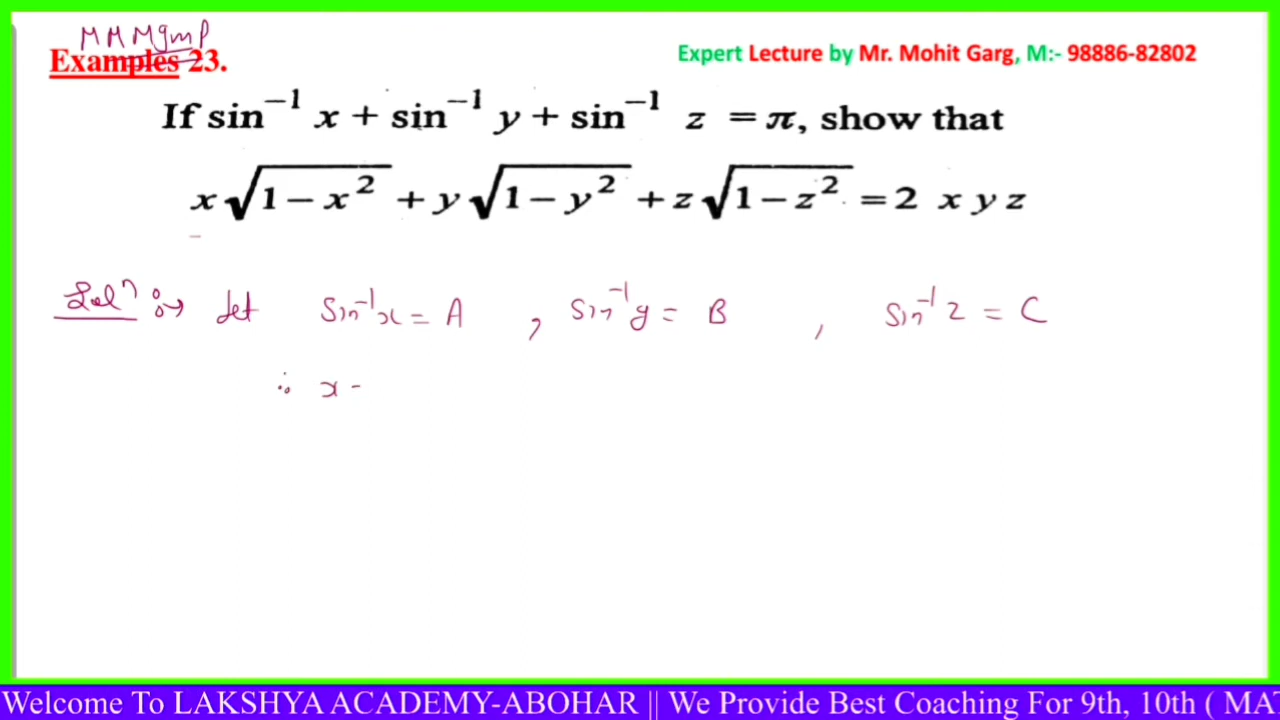 M M M gmp
Examples 23.
Expert Lecture by Mr. Mohit Garg, M:- 98886-82802
If sin⁻¹ x + sin⁻¹ y + sin⁻¹ z = π, show that
x√(1 − x²) + y√(1 − y²) + z√(1 − z²) = 2 x y z
Solⁿ :→ Let sin⁻¹x = A , sin⁻¹y = B , sin⁻¹z = C
∴ x -
Welcome To LAKSHYA ACADEMY-ABOHAR || We Provide Best Coaching For 9th, 10th ( MA